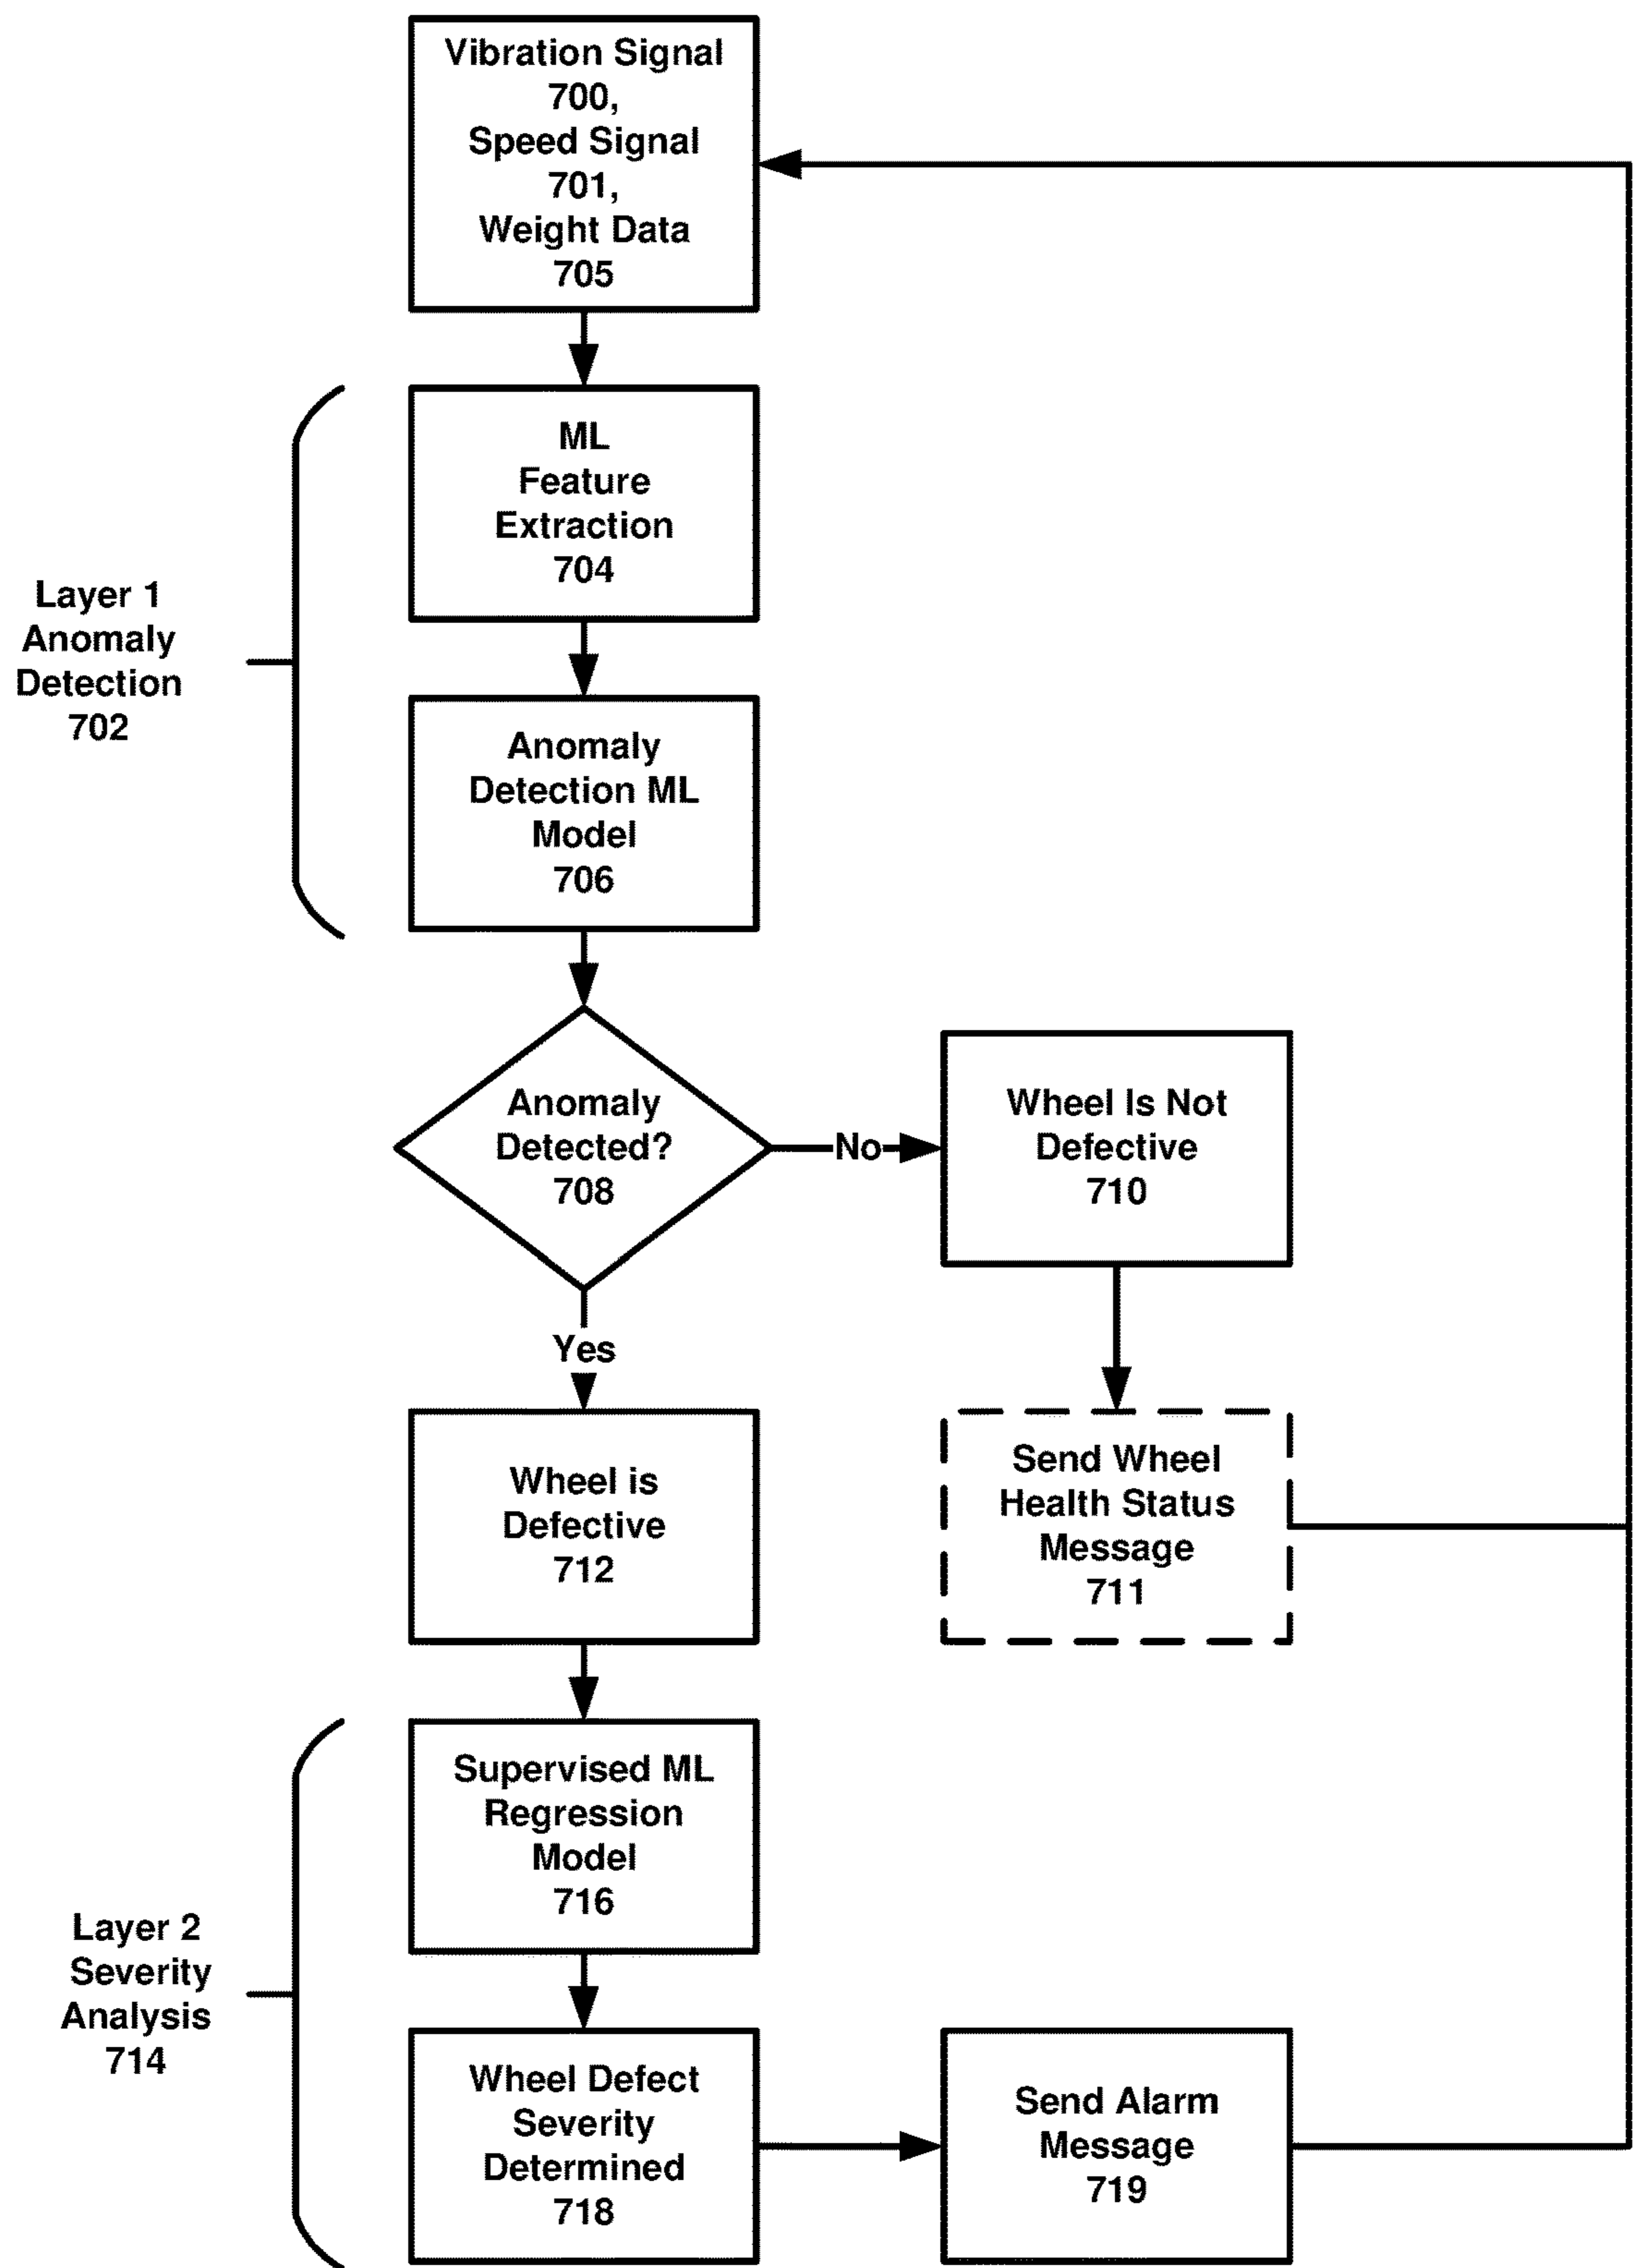 Vibration Signal
700,
Speed Signal
701,
Weight Data
705
ML
Feature
Extraction
704
Layer 1
Anomaly
Detection
702
Anomaly
Detection ML
Model
706
Anomaly
Detected?
708
No
Wheel Is Not
Defective
710
Yes
Wheel is
Defective
712
Send Wheel
Health Status
Message
711
Supervised ML
Regression
Model
716
Layer 2
Severity
Analysis
714
Wheel Defect
Severity
Determined
718
Send Alarm
Message
719